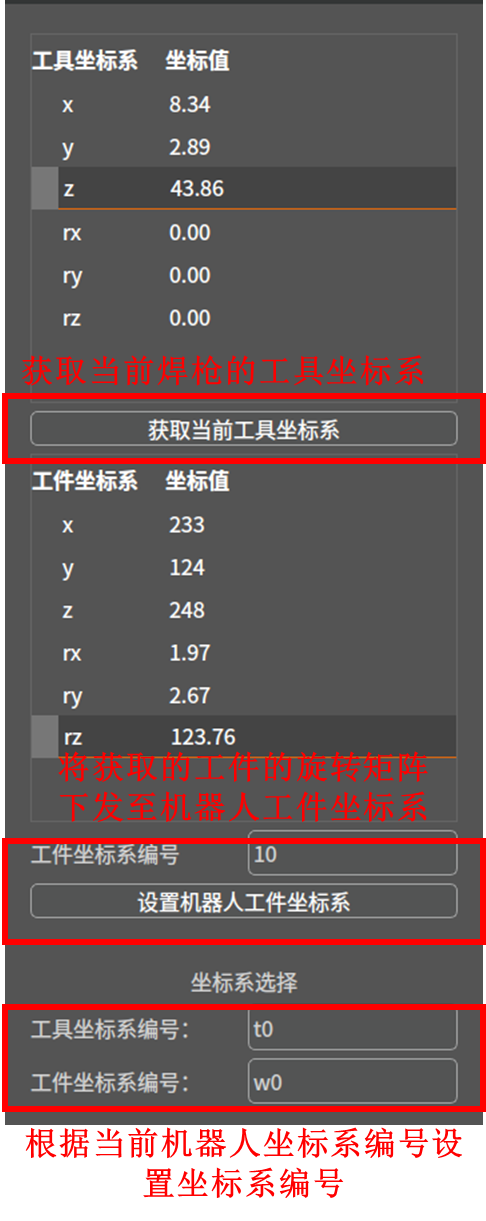 工具坐标系 坐标值
x 8.34
y 2.89
z 43.86
rx 0.00
ry 0.00
rz 0.00
获取当前焊枪的工具坐标系
获取当前工具坐标系
工件坐标系 坐标值
x 233
y 124
z 248
rx 1.97
ry 2.67
rz 123.76
将获取的工件的旋转矩阵
下发至机器人工件坐标系
工件坐标系编号 10
设置机器人工件坐标系
坐标系选择
工具坐标系编号: t0
工件坐标系编号: w0
根据当前机器人坐标系编号设
置坐标系编号